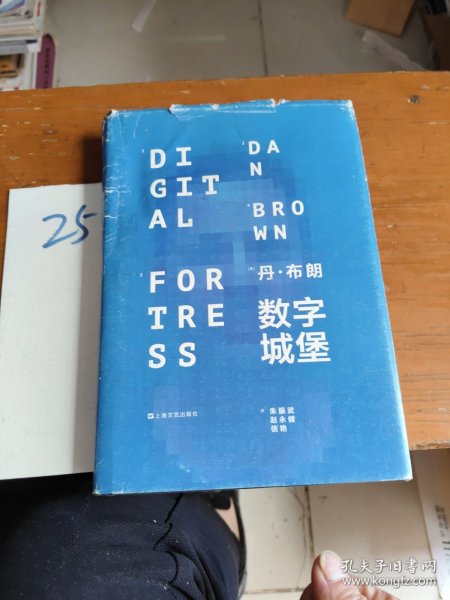 25
DI
GIT
AL
DA
N
BRO
WN
FOR
TRE
SS
丹·布朗
数字
城堡
上海文艺出版社
朱振武
赵永健
信艳
孔夫子旧书网
www.kongfz.com